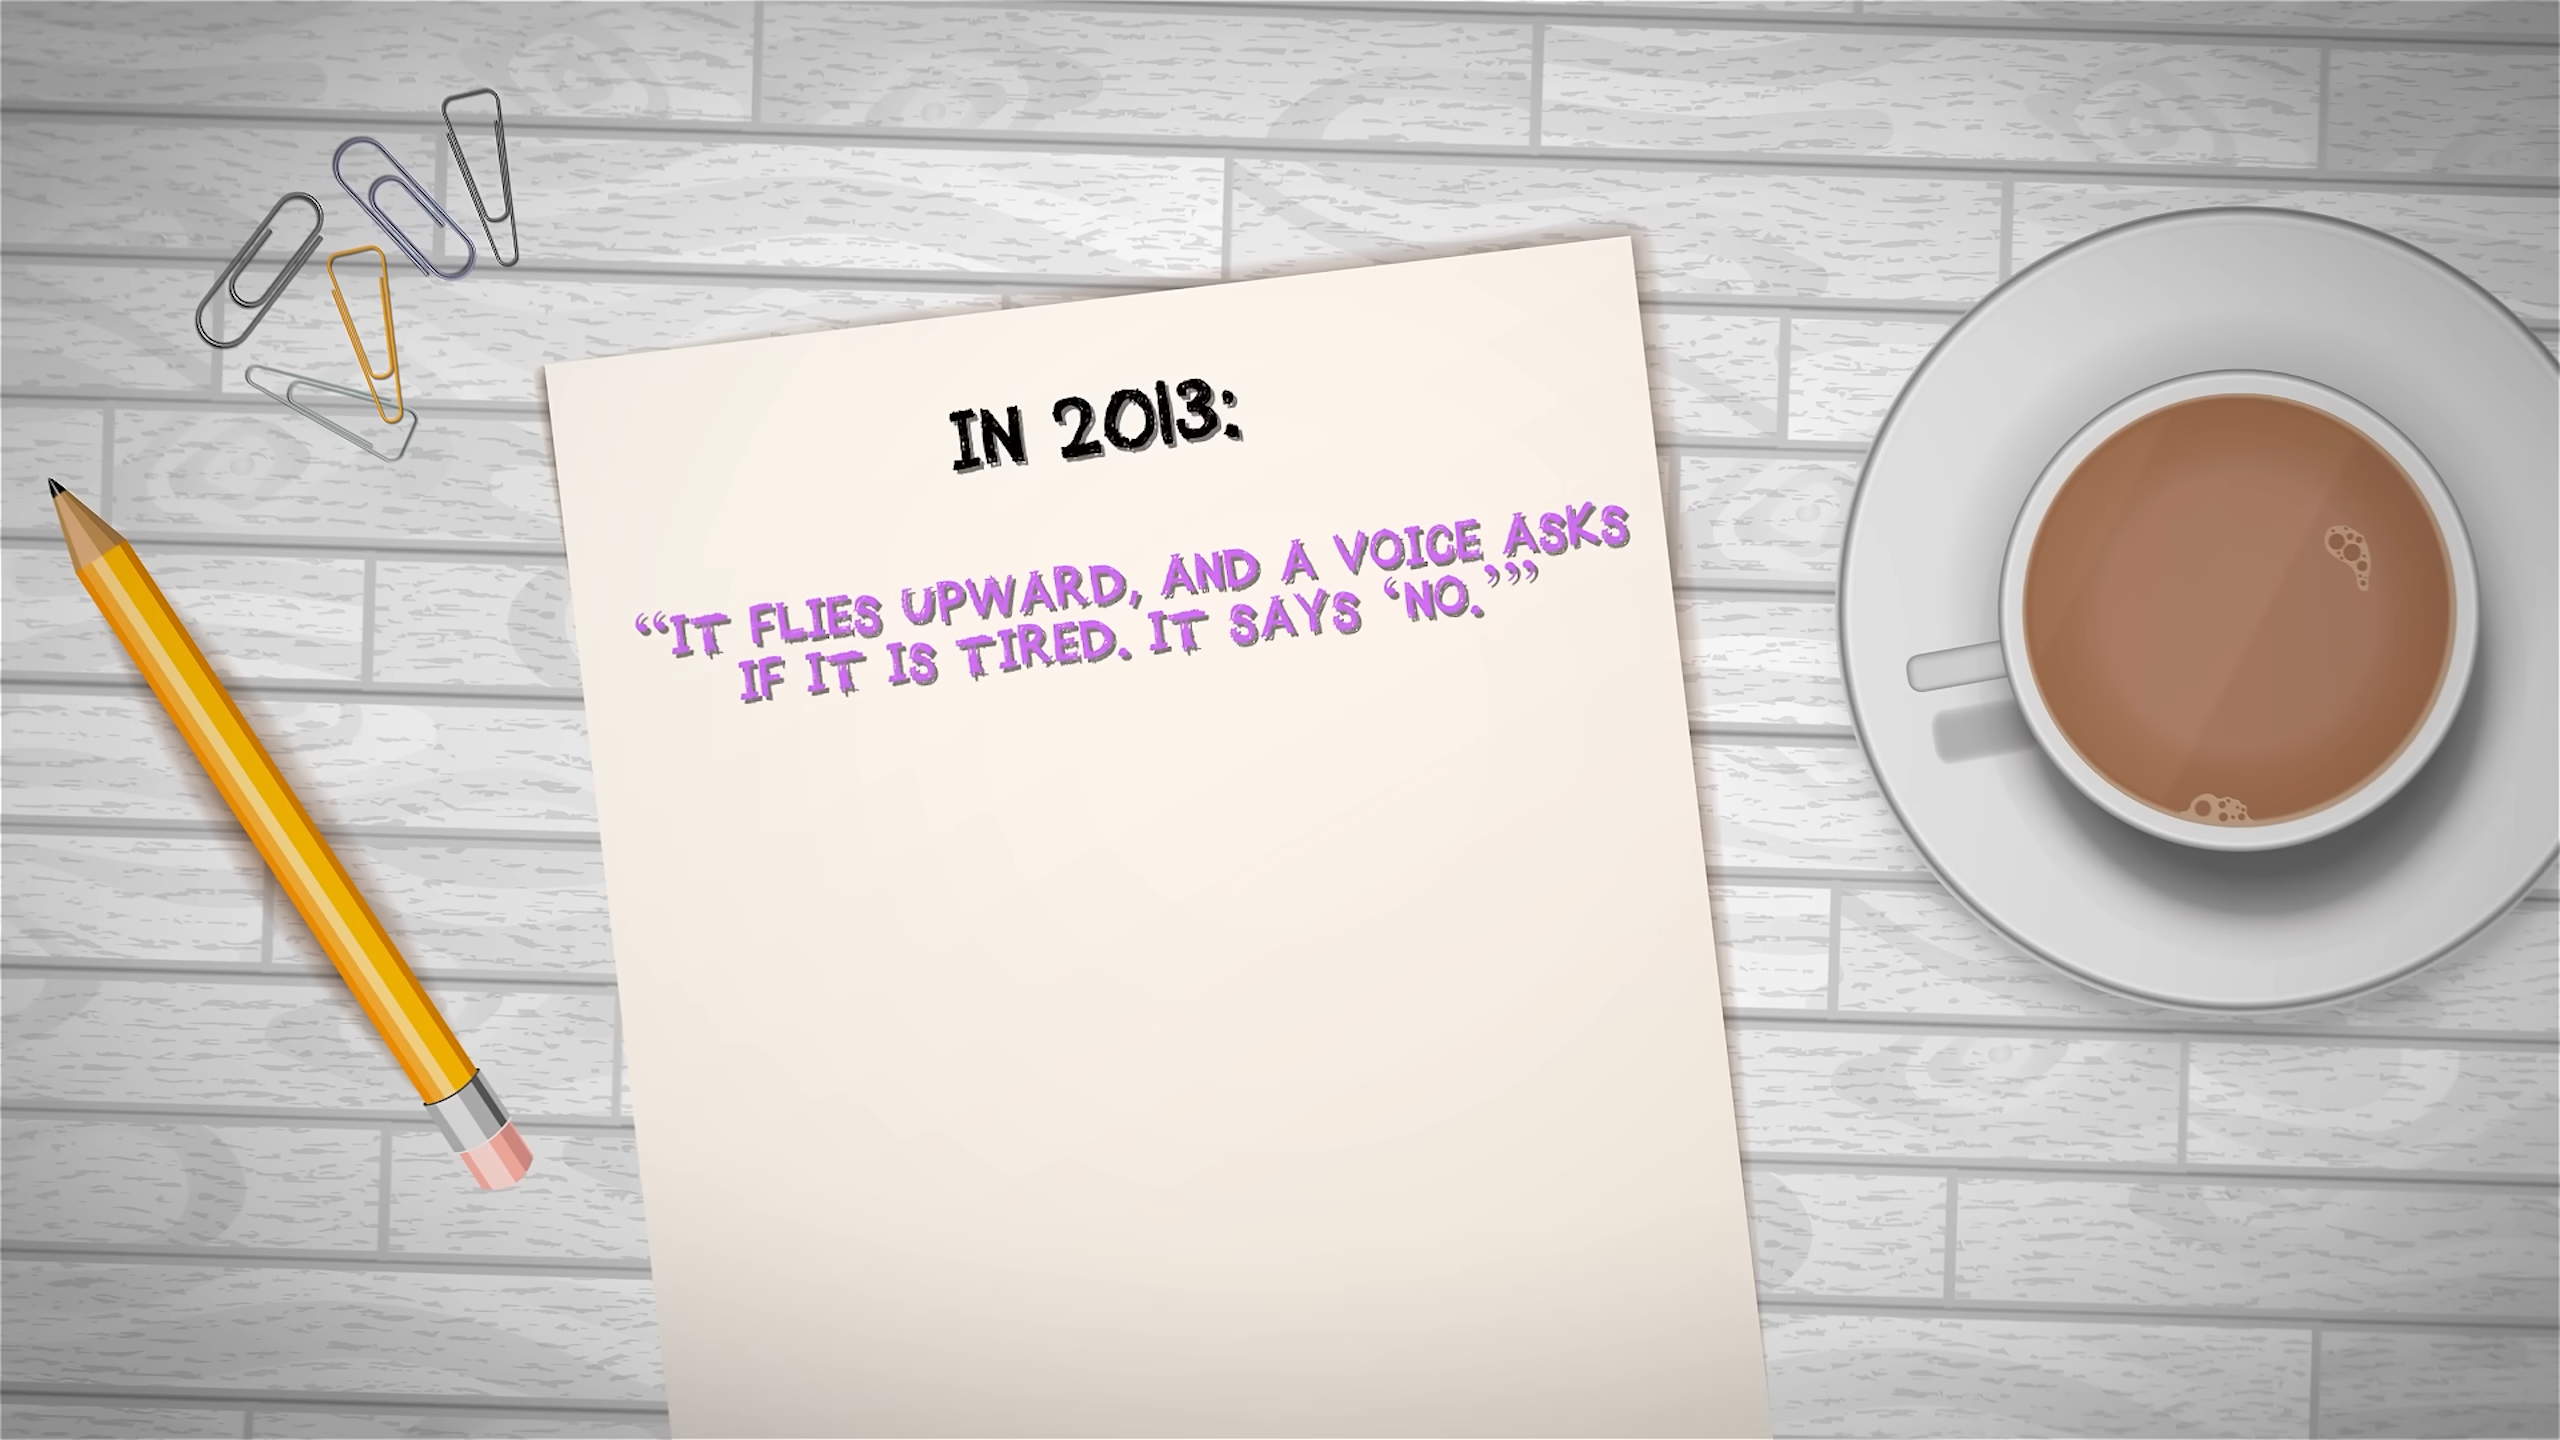 IN 2013:
“IT FLIES UPWARD, AND A VOICE ASKS
IF IT IS TIRED. IT SAYS ‘NO.’””